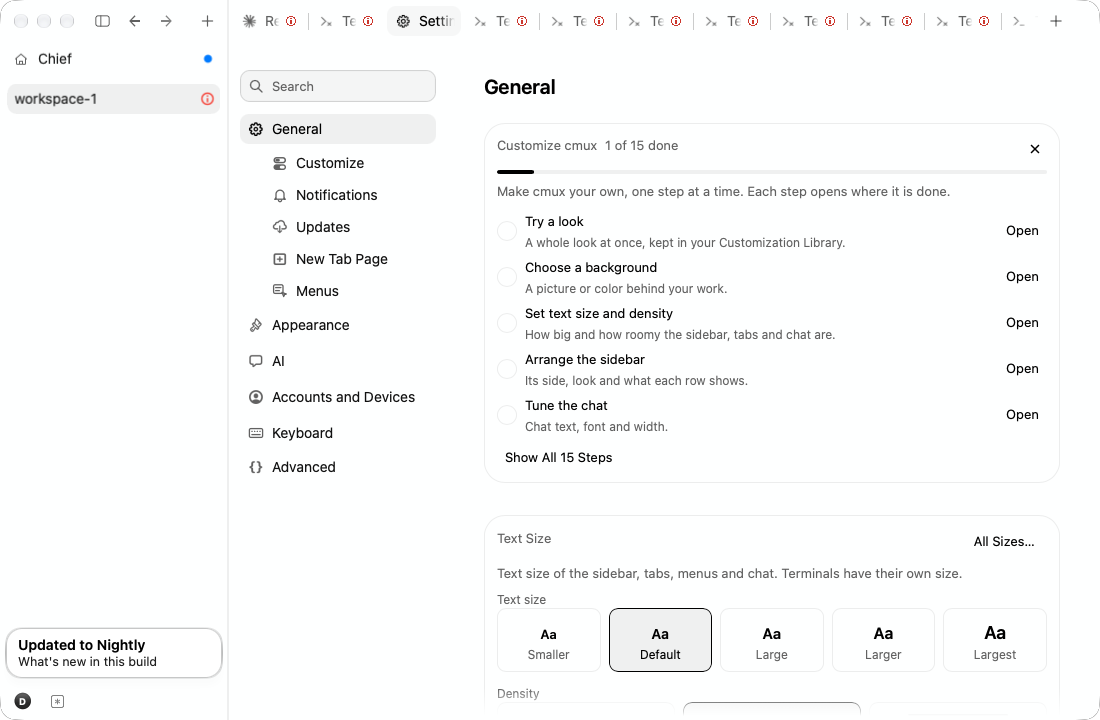 Chief
workspace-1
Updated to Nightly
What's new in this build
D
Settin
Search
General
Customize
Notifications
Updates
New Tab Page
Menus
Appearance
AI
Accounts and Devices
Keyboard
Advanced
General
Customize cmux 1 of 15 done
Make cmux your own, one step at a time. Each step opens where it is done.
Try a look
A whole look at once, kept in your Customization Library.
Open
Choose a background
A picture or color behind your work.
Open
Set text size and density
How big and how roomy the sidebar, tabs and chat are.
Open
Arrange the sidebar
Its side, look and what each row shows.
Open
Tune the chat
Chat text, font and width.
Open
Show All 15 Steps
Text Size
All Sizes...
Text size of the sidebar, tabs, menus and chat. Terminals have their own size.
Text size
Aa Aa Aa Aa Aa
Smaller Default Large Larger Largest
Density